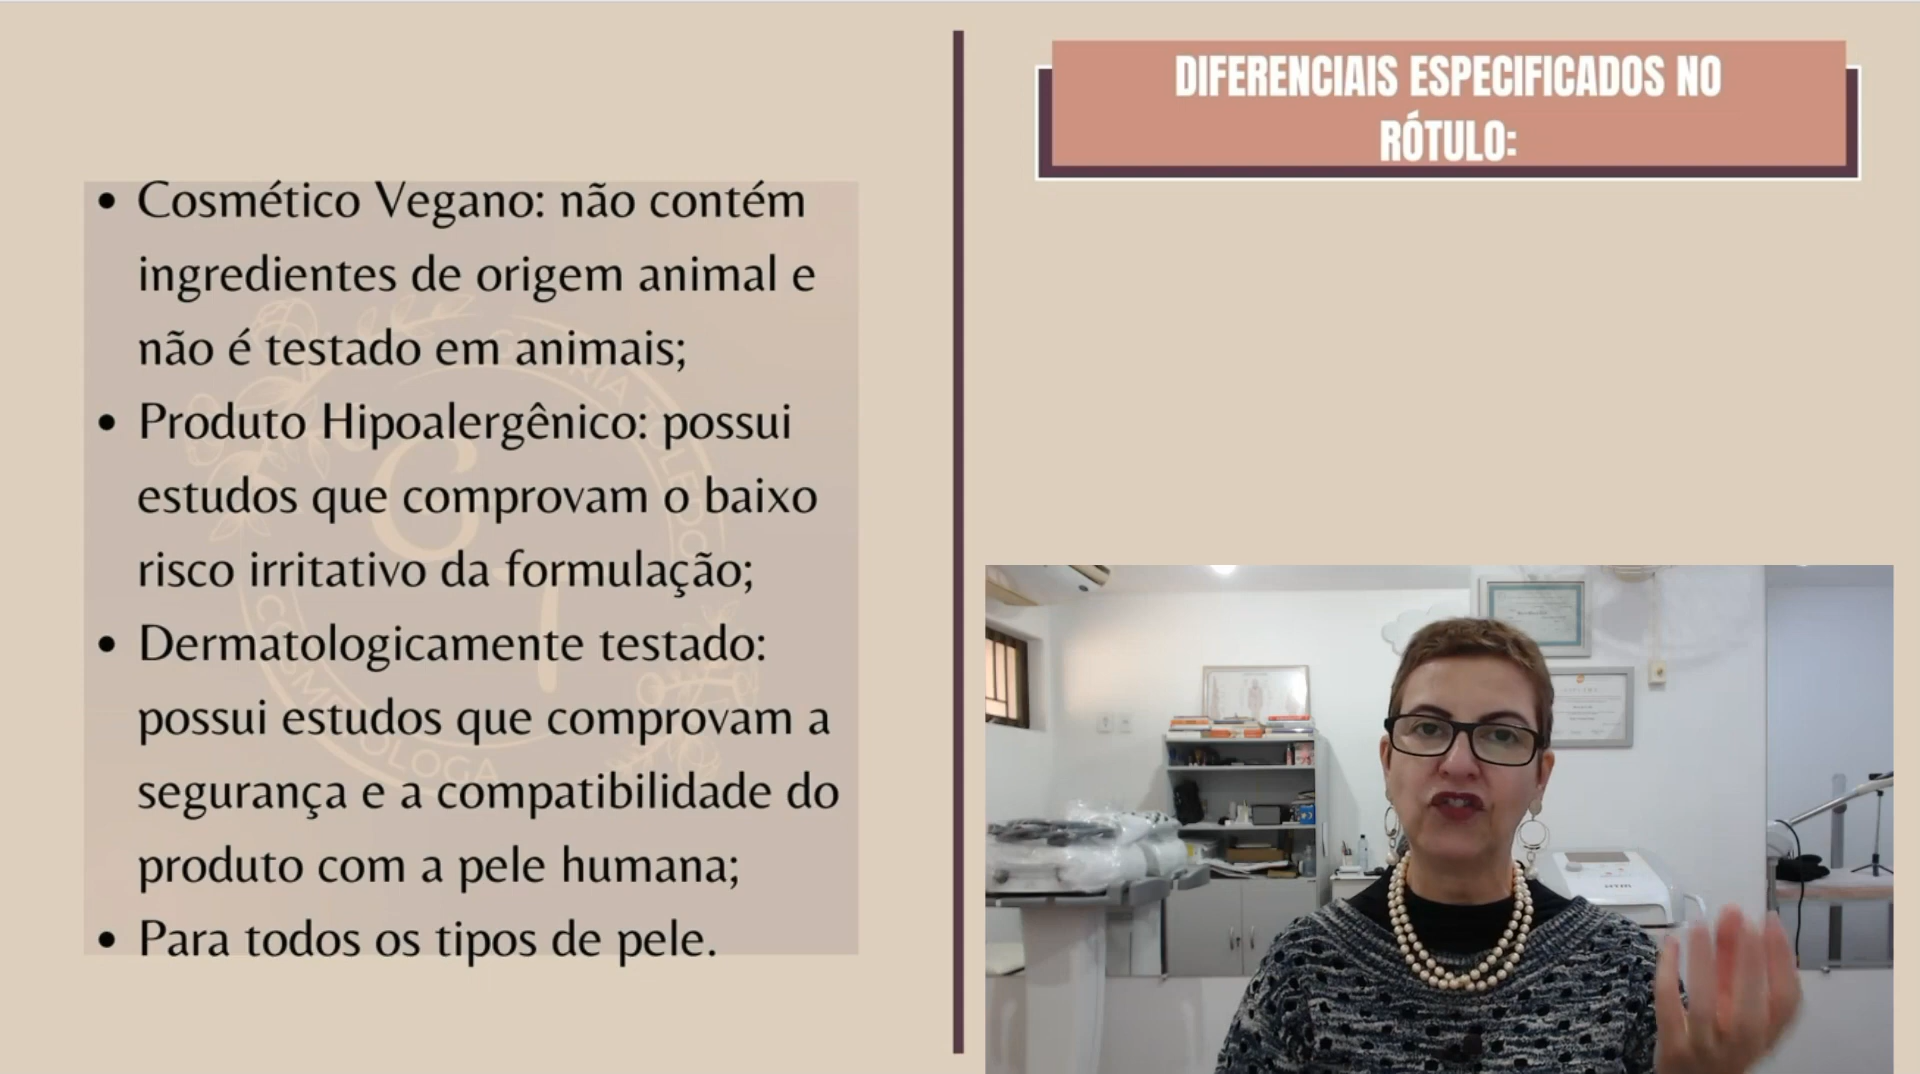 DIFERENCIAIS ESPECIFICADOS NO
RÓTULO:
• Cosmético Vegano: não contém
ingredientes de origem animal e
não é testado em animais;
• Produto Hipoalergênico: possui
estudos que comprovam o baixo
risco irritativo da formulação;
• Dermatologicamente testado:
possui estudos que comprovam a
segurança e a compatibilidade do
produto com a pele humana;
• Para todos os tipos de pele.
COSMETOLOGA